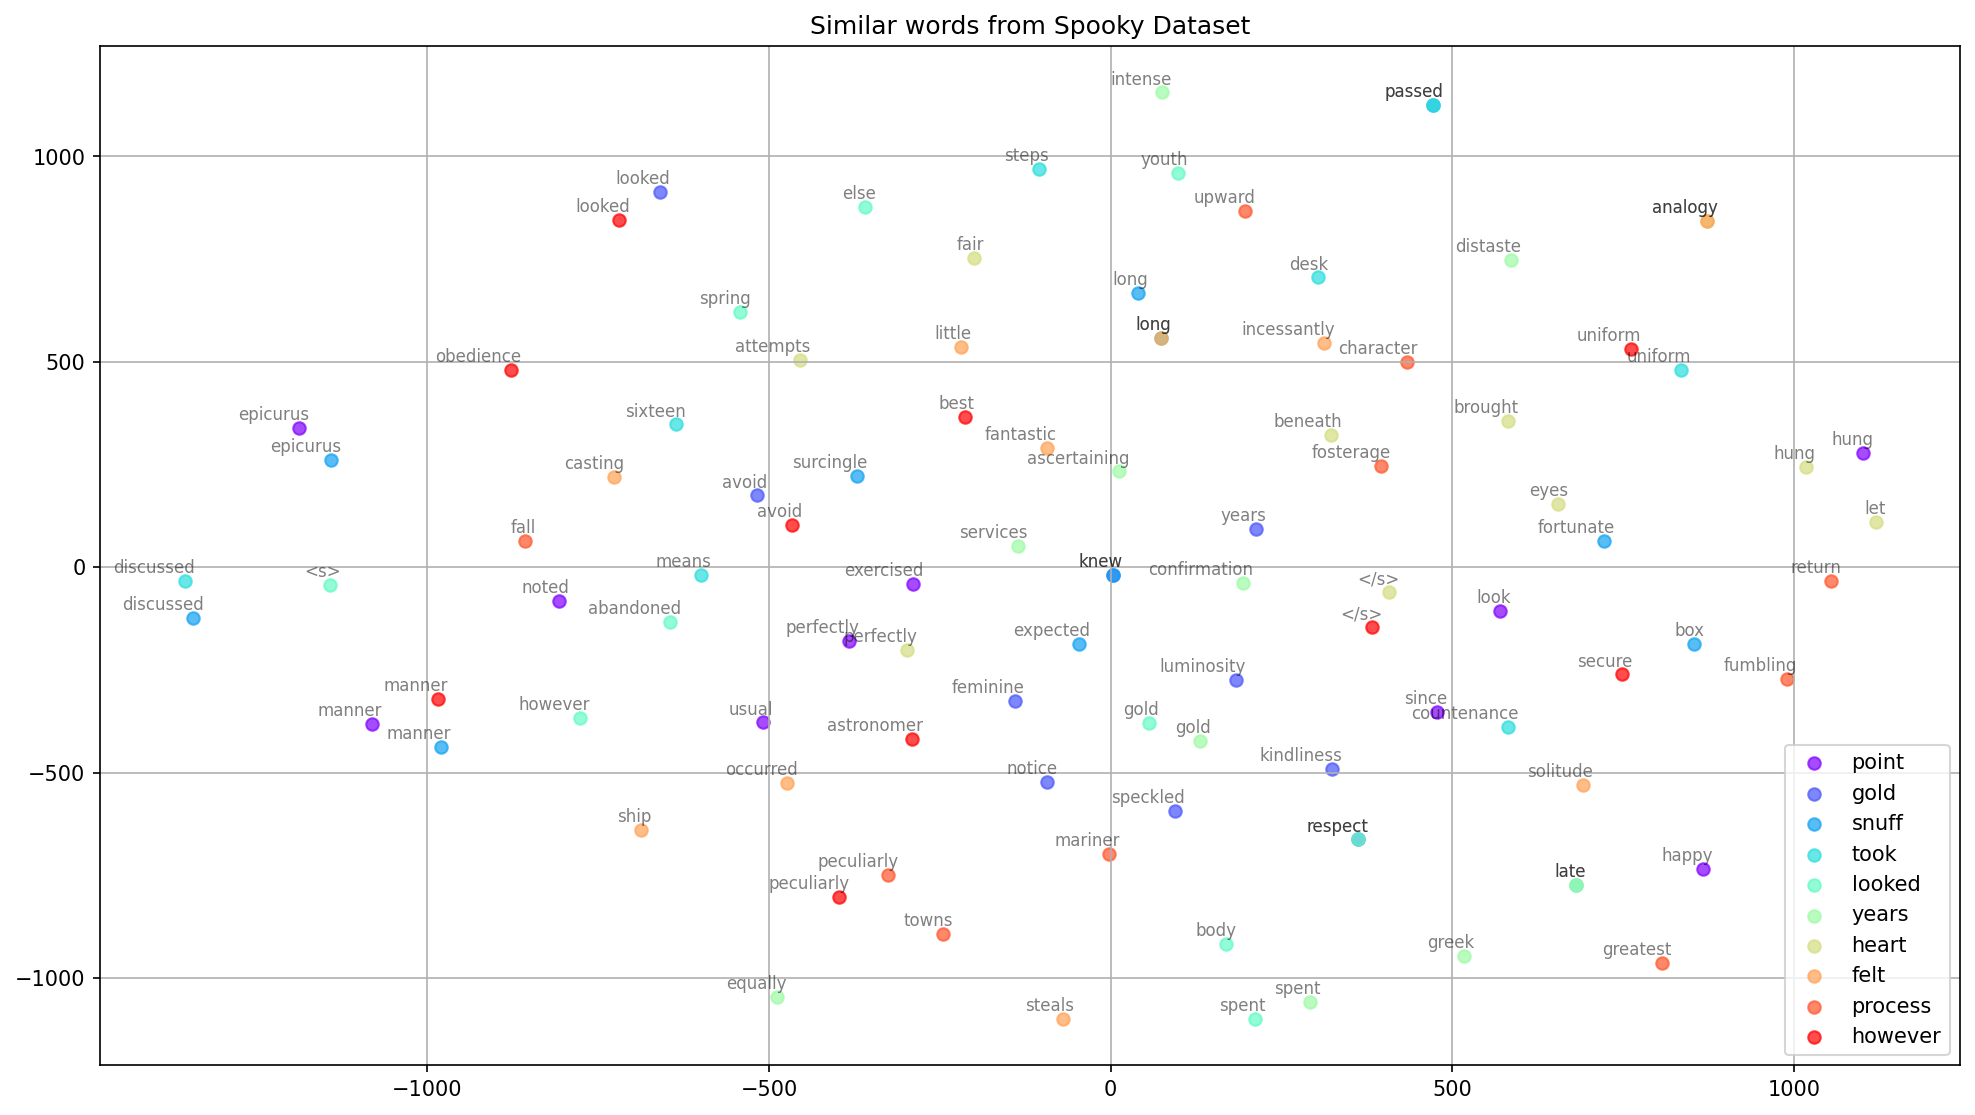 Similar words from Spooky Dataset
intense
passed
steps
youth
looked
else
upward
looked
analogy
fair
distaste
desk
long
spring
little
long
incessantly
uniform
attempts
character
obedience
uniform
epicurus
sixteen
best
brought
beneath
fantastic
hung
epicurus
fosterage
hung
casting
surcingle
ascertaining
avoid
eyes
let
avoid
years
fall
services
fortunate
discussed
<s>
means
exercised
knew
confirmation
</s>
return
discussed
noted
abandoned
</s>
look
perfectly
perfectly
expected
box
manner
luminosity
secure
fumbling
manner
however
usual
feminine
since
manner
astronomer
gold
gold
countenance
occurred
notice
kindliness
solitude
speckled
ship
respect
mariner
peculiarly
happy
peculiarly
late
towns
body
greek
greatest
equally
steals
spent
spent
1000
500
0
−500
−1000
−1000
−500
0
500
1000
point
gold
snuff
took
looked
years
heart
felt
process
however